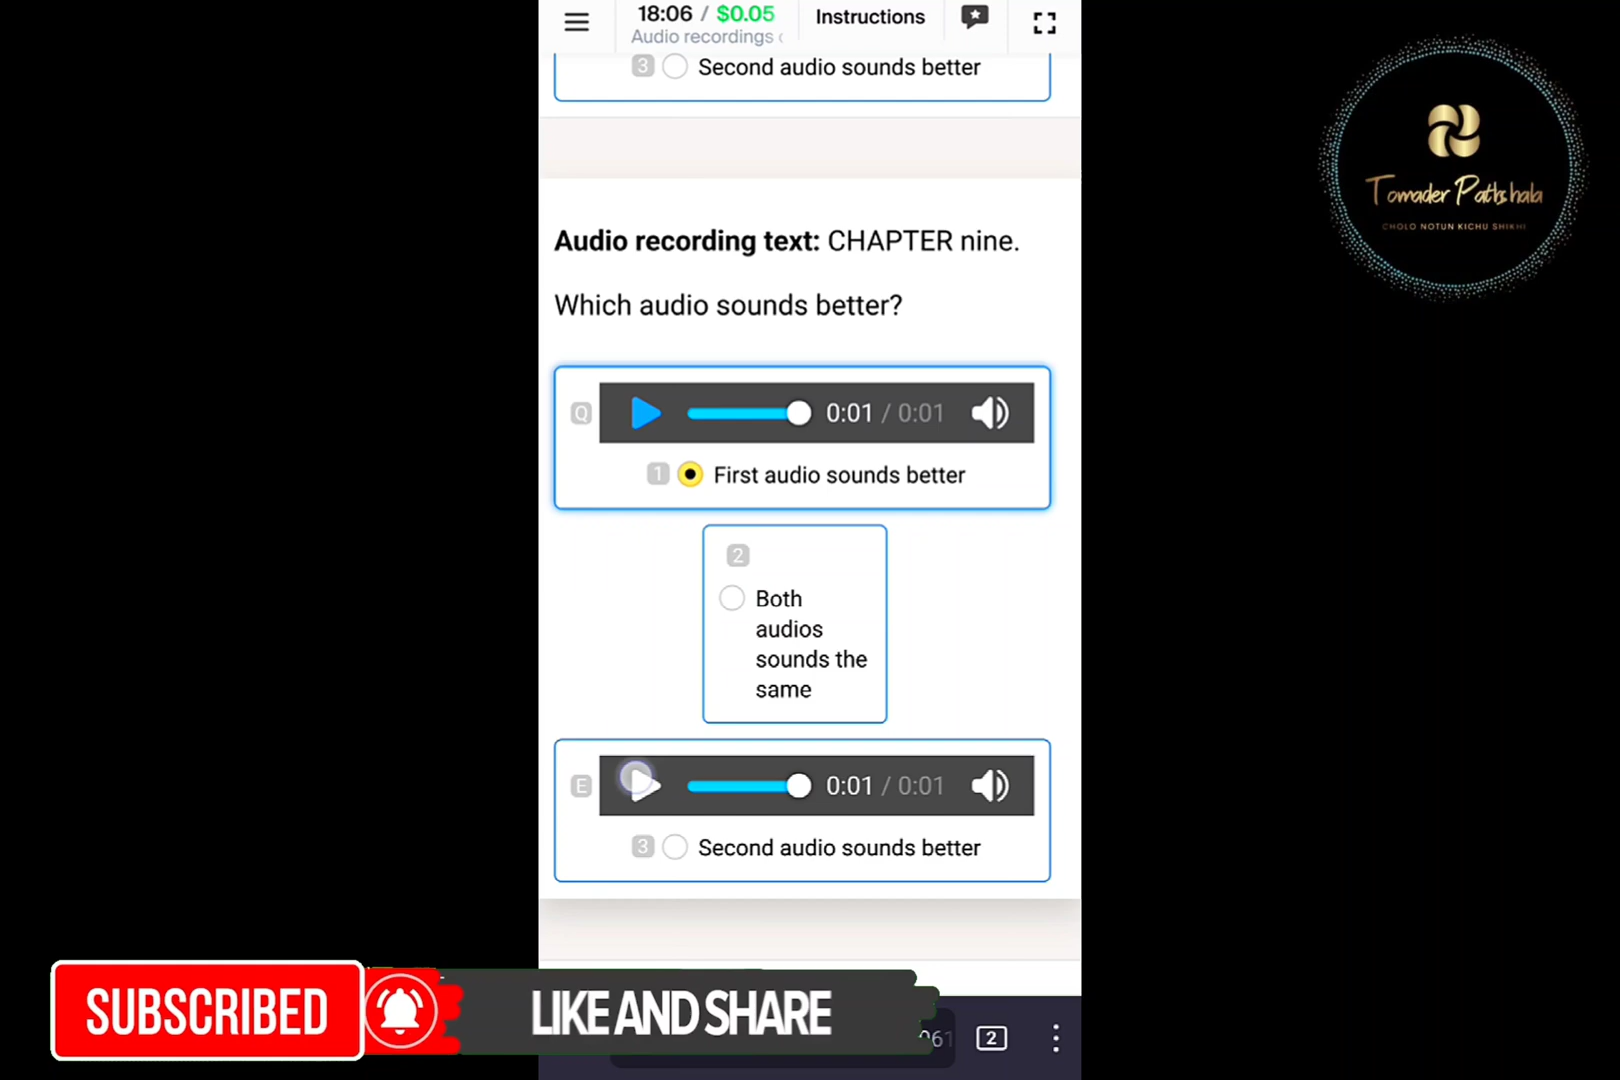 18:06 / $0.05
Audio recordings
Instructions
3 Second audio sounds better
Audio recording text: CHAPTER nine.
Which audio sounds better?
Q 0:01 / 0:01
1 First audio sounds better
2
Both
audios
sounds the
same
E 0:01 / 0:01
3 Second audio sounds better
Tomader Pathshala
CHOLO NOTUN KICHU SHIKHI
SUBSCRIBED
LIKE AND SHARE
2